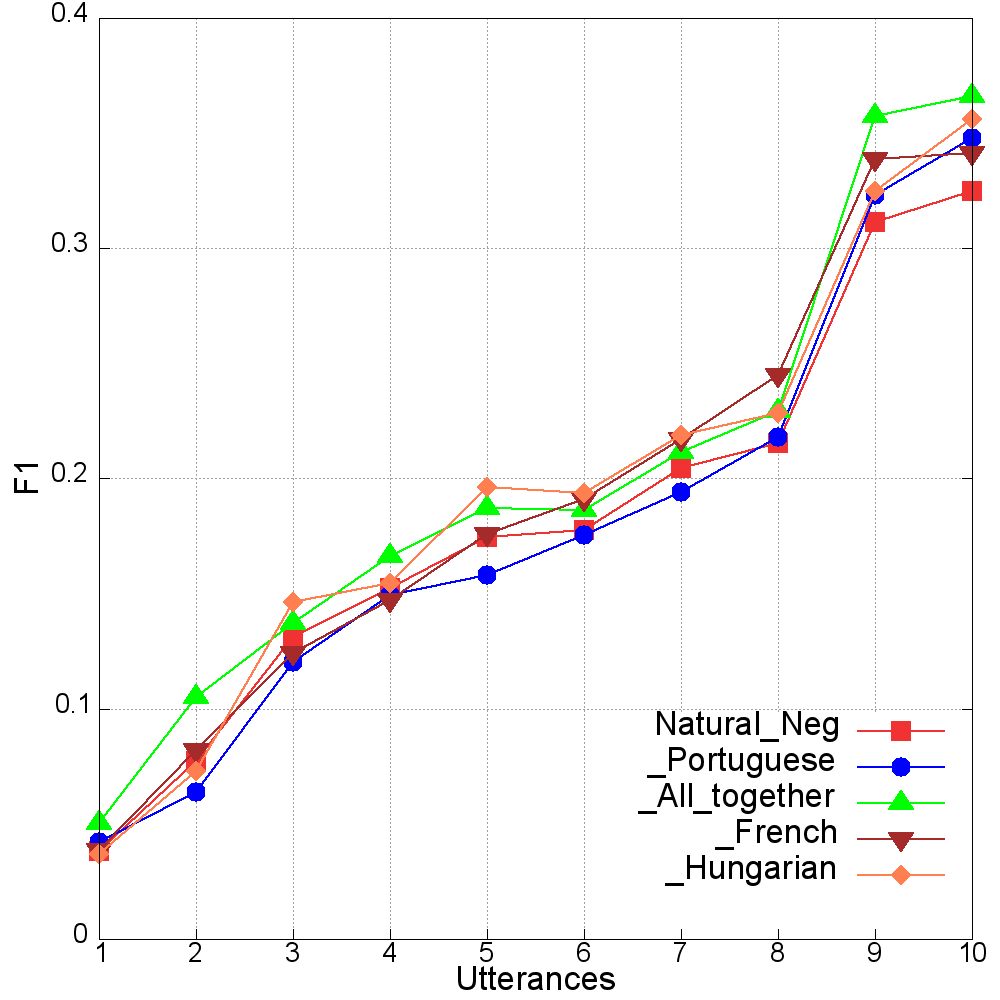 0.4
0.3
0.2
0.1
0
F1
Natural_Neg
_Portuguese
_All_together
_French
_Hungarian
1 2 3 4 5 6 7 8 9 10
Utterances